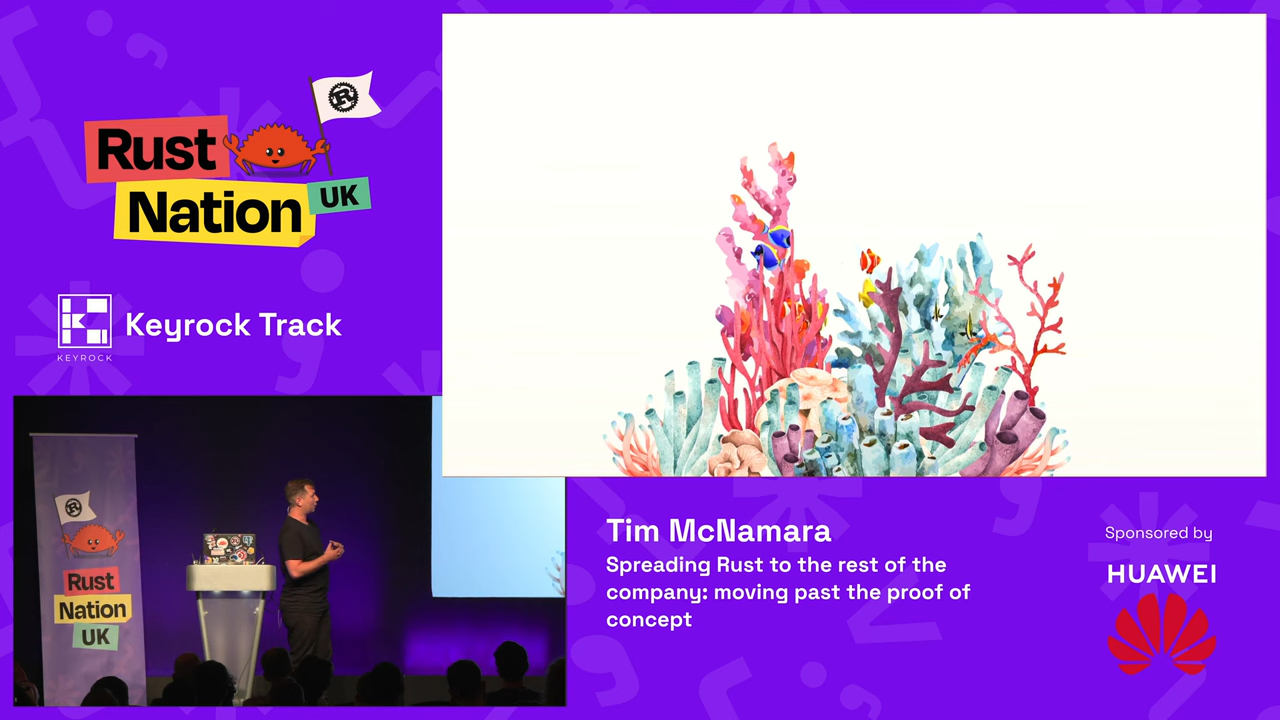 Rust
Nation
UK
R
KEYROCK
Keyrock Track
R
Rust
Nation
UK
Tim McNamara
Spreading Rust to the rest of the
company: moving past the proof of
concept
Sponsored by
HUAWEI